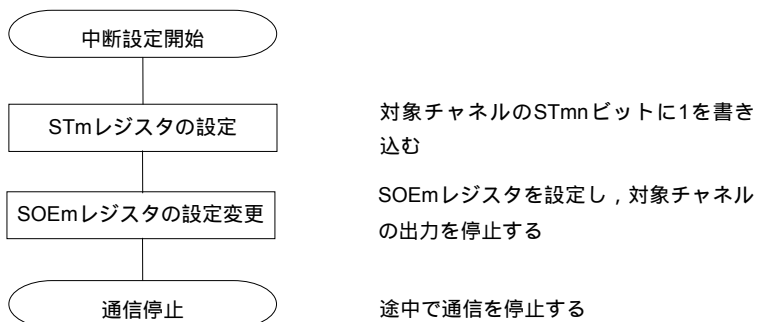 中断設定開始
STmレジスタの設定
対象チャネルのSTmnビットに1を書き
込む
SOEmレジスタの設定変更
SOEmレジスタを設定し，対象チャネル
の出力を停止する
通信停止
途中で通信を停止する